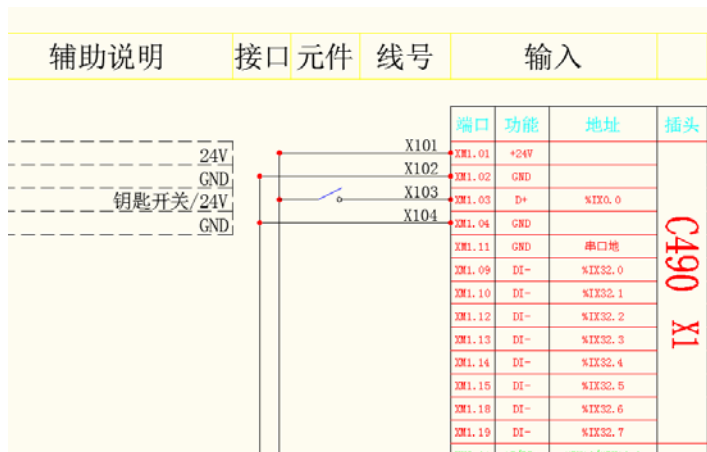 辅助说明 接口 元件 线号 输入
端口 功能 地址 插头
24V X101 XM1.01 +24V
GND X102 XM1.02 GND
钥匙开关/24V X103 XM1.03 D+ %IX0.0
GND X104 XM1.04 GND
XM1.11 GND 串口地
XM1.09 DI- %IX32.0
XM1.10 DI- %IX32.1
XM1.12 DI- %IX32.2
XM1.13 DI- %IX32.3
XM1.14 DI- %IX32.4
XM1.15 DI- %IX32.5
XM1.18 DI- %IX32.6
XM1.19 DI- %IX32.7
C490 X1